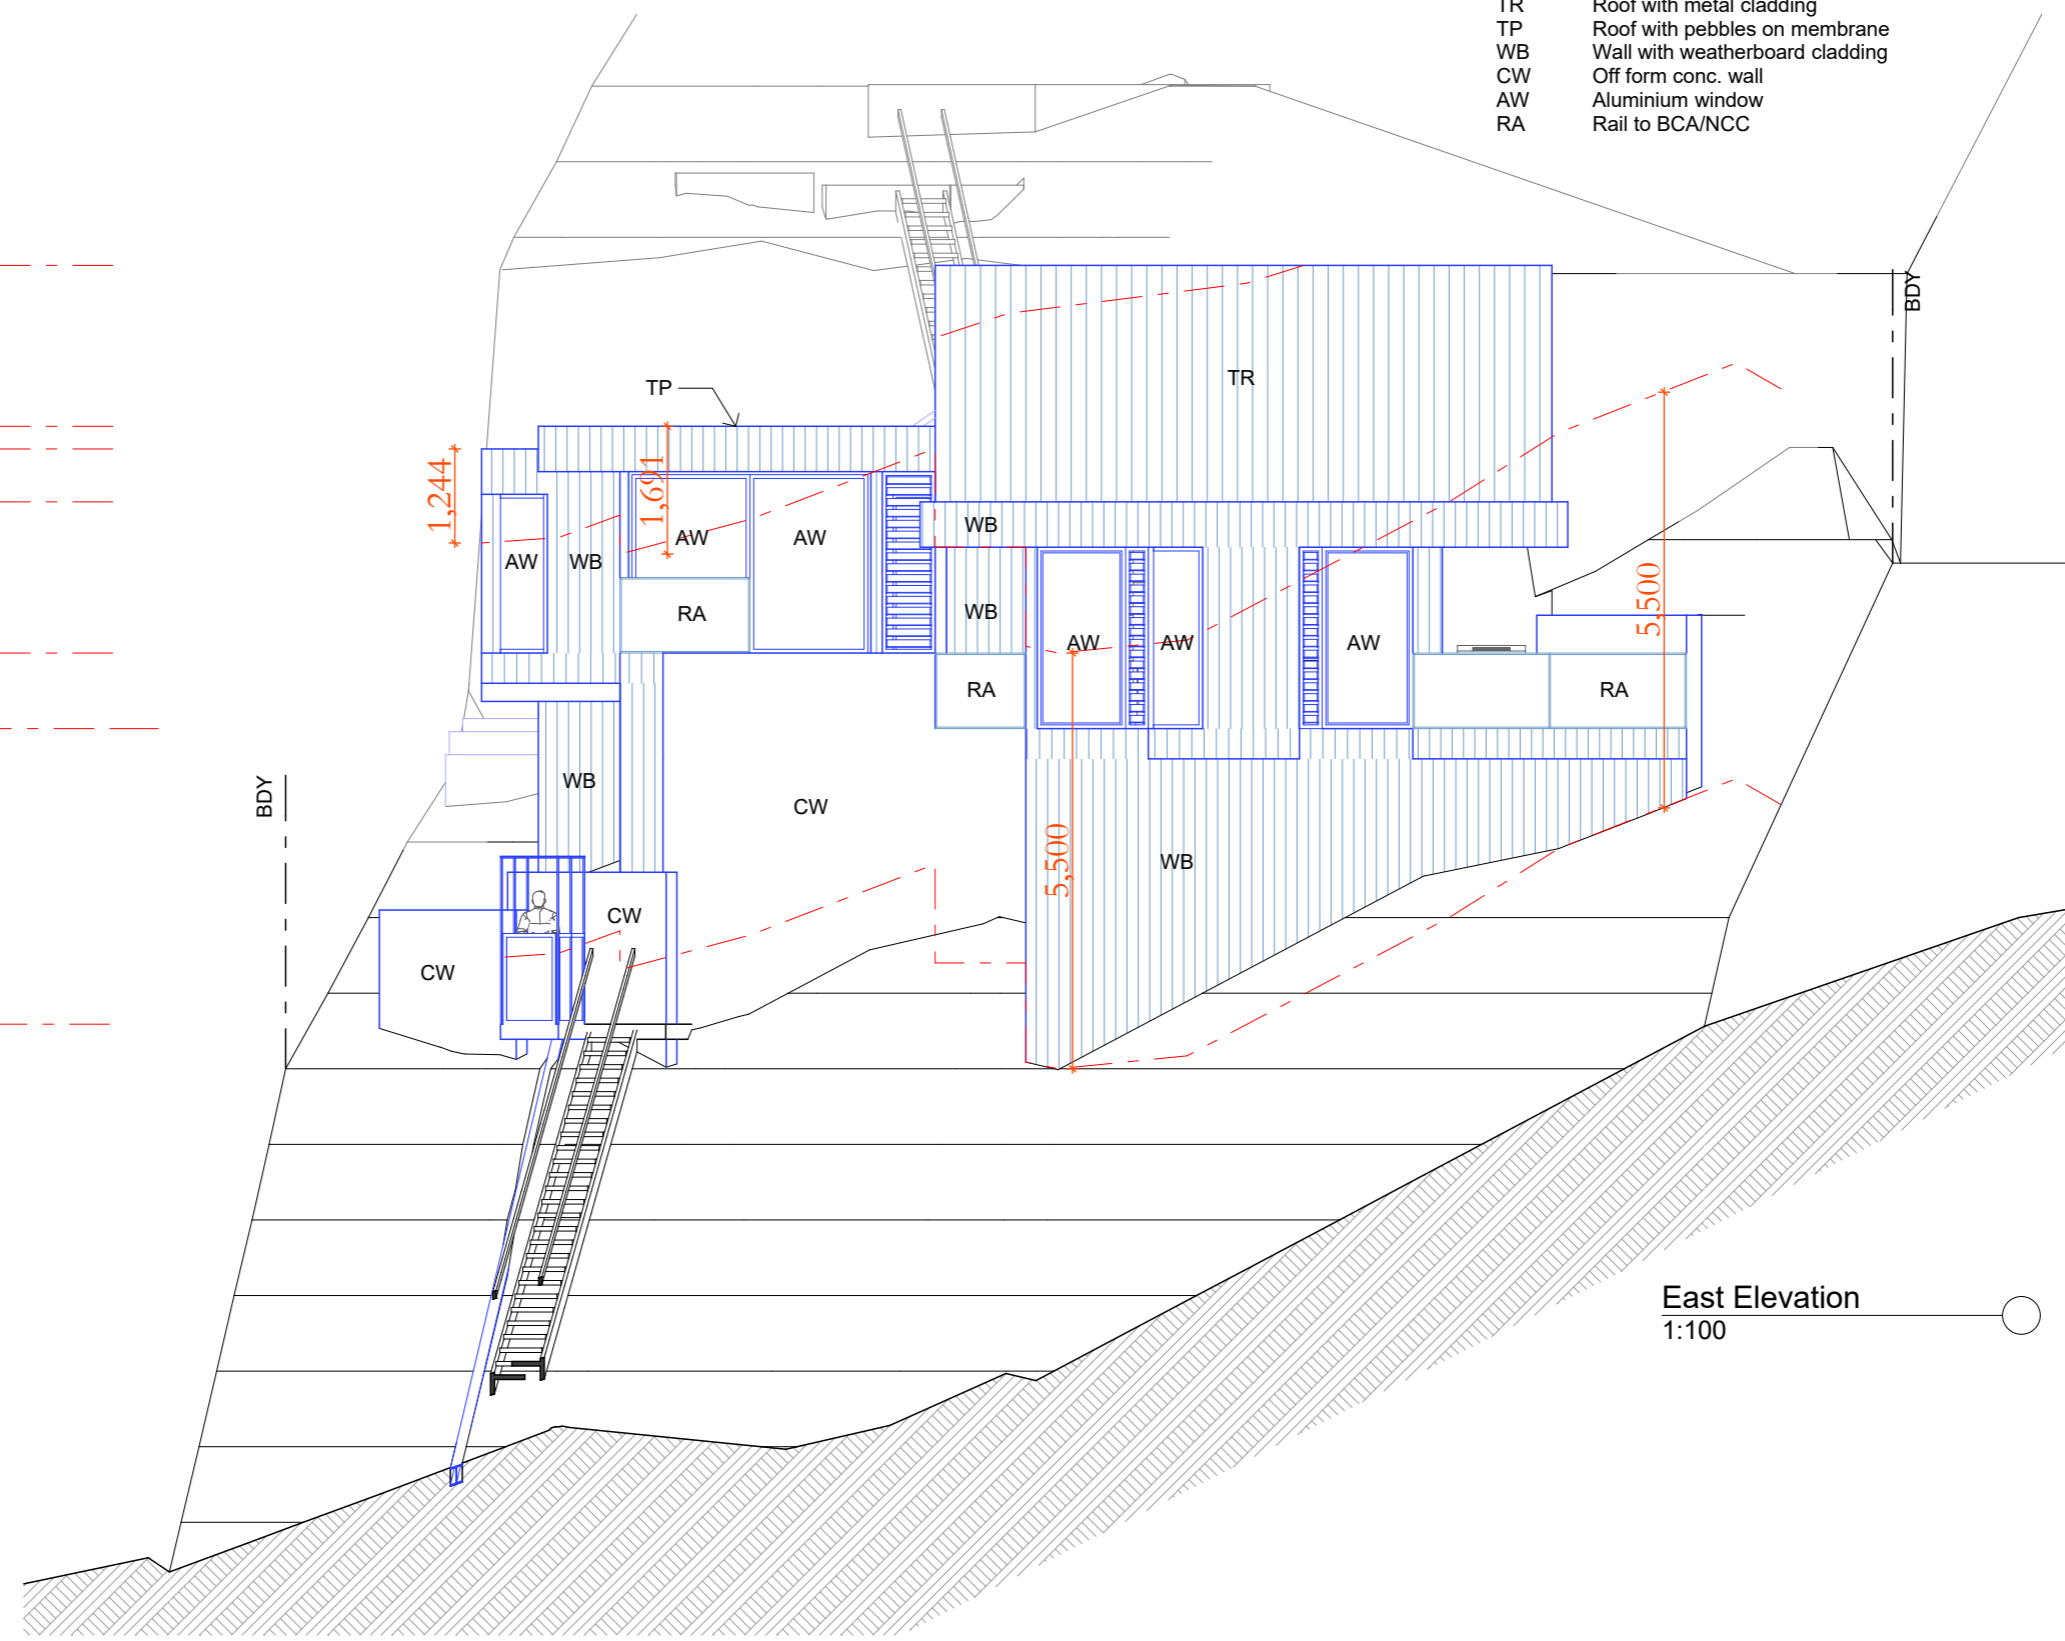 TR Roof with metal cladding
TP Roof with pebbles on membrane
WB Wall with weatherboard cladding
CW Off form conc. wall
AW Aluminium window
RA Rail to BCA/NCC
BDY
TR
TP
1,244
1,691
AW
WB
AW
AW
WB
RA
WB
AW
AW
AW
5,500
RA
RA
BDY
WB
CW
5,500
WB
CW
CW
East Elevation
1:100